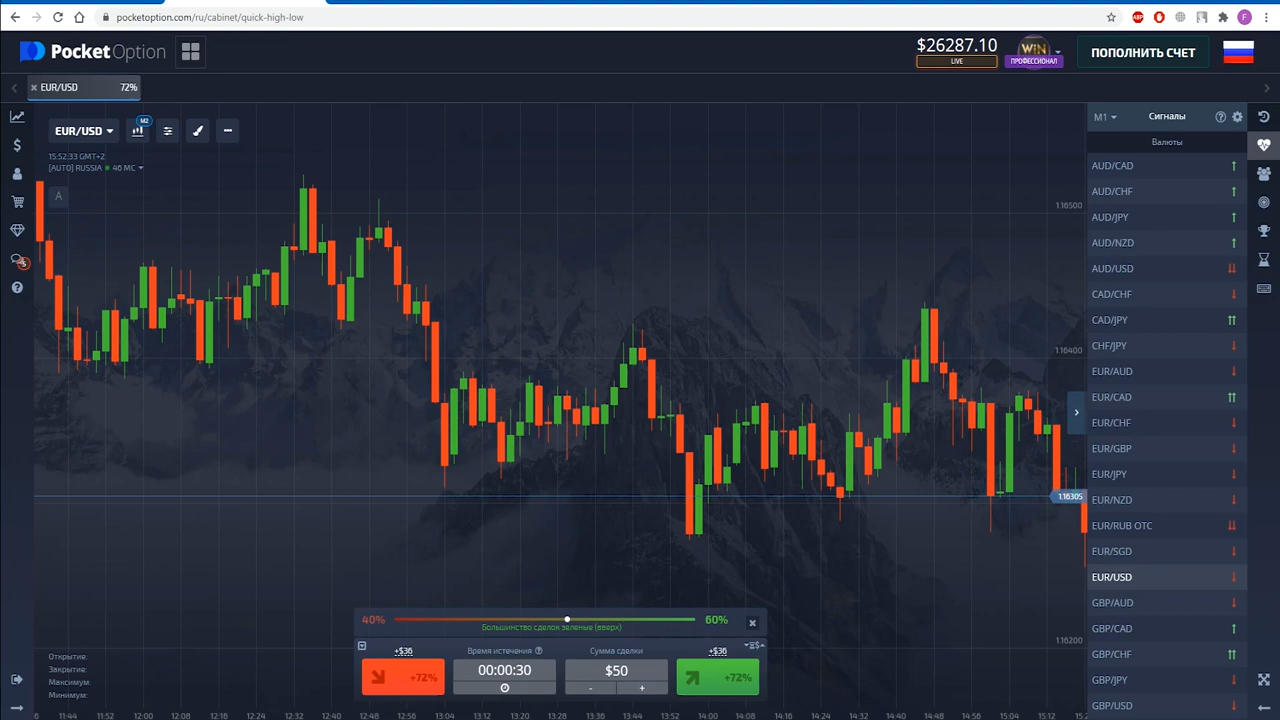 pocketoption.com/ru/cabinet/quick-high-low
ABP
F
PocketOption
$26287.10
LIVE
WIN
ПРОФЕССИОНАЛ
ПОПОЛНИТЬ СЧЕТ
EUR/USD 72%
EUR/USD
M2
15:52:33 GMT+2
[AUTO] RUSSIA 46 МС
A
1.16500
1.16400
1.16305
1.16200
M1 Сигналы
Валюты
AUD/CAD
AUD/CHF
AUD/JPY
AUD/NZD
AUD/USD
CAD/CHF
CAD/JPY
CHF/JPY
EUR/AUD
EUR/CAD
EUR/CHF
EUR/GBP
EUR/JPY
EUR/NZD
EUR/RUB OTC
EUR/SGD
EUR/USD
GBP/AUD
GBP/CAD
GBP/CHF
GBP/JPY
GBP/USD
40% 60%
Большинство сделок зеленые (вверх)
+$36 Время истечения Сумма сделки +$36
+72% 00:00:30 $50 +72%
- +
Открытие:
Закрытие:
Максимум:
Минимум:
11:44 11:52 12:00 12:08 12:16 12:24 12:32 12:40 12:48 12:56 13:04 13:12 13:20 13:28 13:36 13:44 13:52 14:00 14:08 14:16 14:24 14:32 14:40 14:48 14:56 15:04 15:12